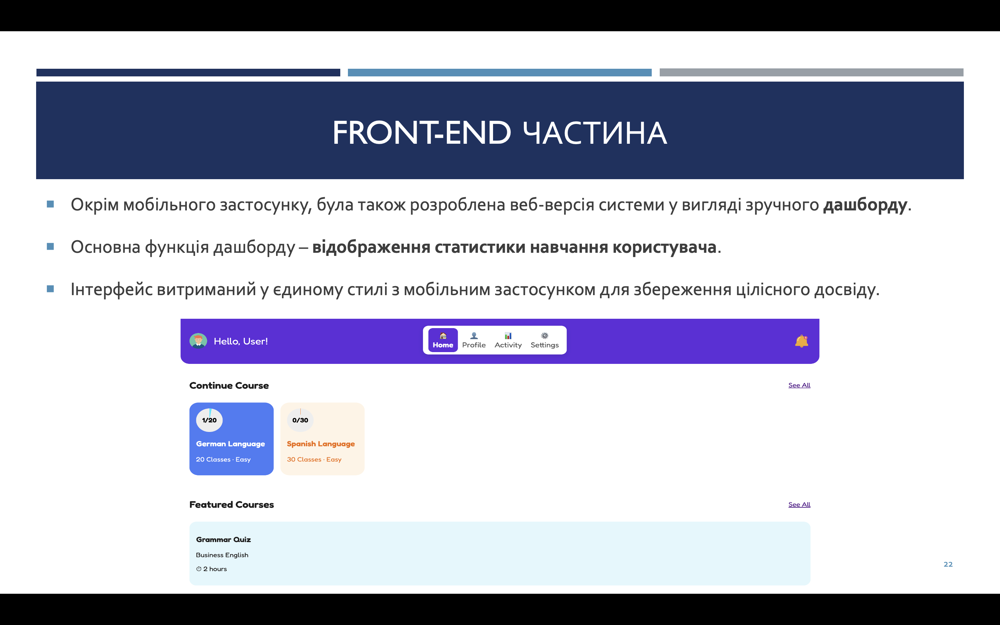 FRONT-END ЧАСТИНА
Окрім мобільного застосунку, була також розроблена веб-версія системи у вигляді зручного дашборду.
Основна функція дашборду – відображення статистики навчання користувача.
Інтерфейс витриманий у єдиному стилі з мобільним застосунком для збереження цілісного досвіду.
Hello, User!
Home Profile Activity Settings
Continue Course
See All
1/20
German Language
20 Classes · Easy
0/30
Spanish Language
30 Classes · Easy
Featured Courses
See All
Grammar Quiz
Business English
⏱ 2 hours
22